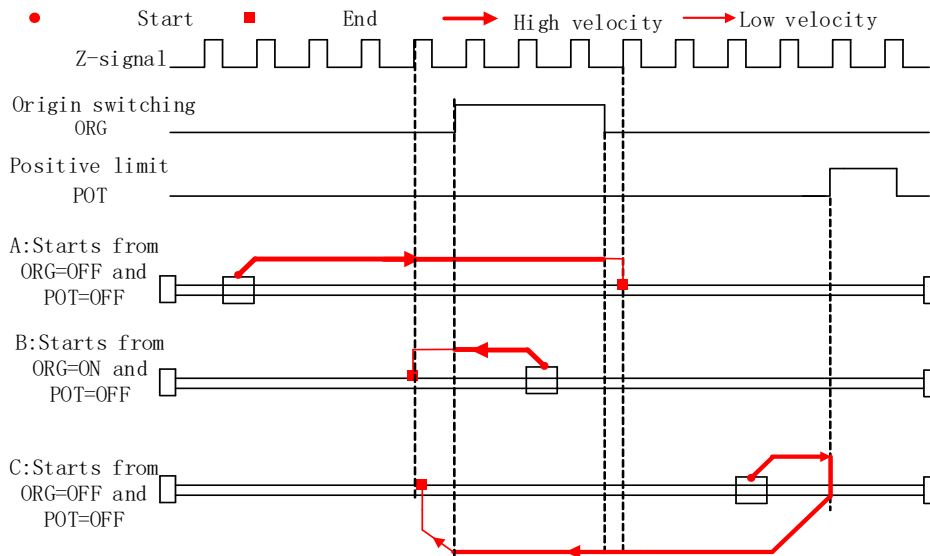 Start End High velocity Low velocity
Z-signal
Origin switching
ORG
Positive limit
POT
A:Starts from
ORG=OFF and
POT=OFF
B:Starts from
ORG=ON and
POT=OFF
C:Starts from
ORG=OFF and
POT=OFF